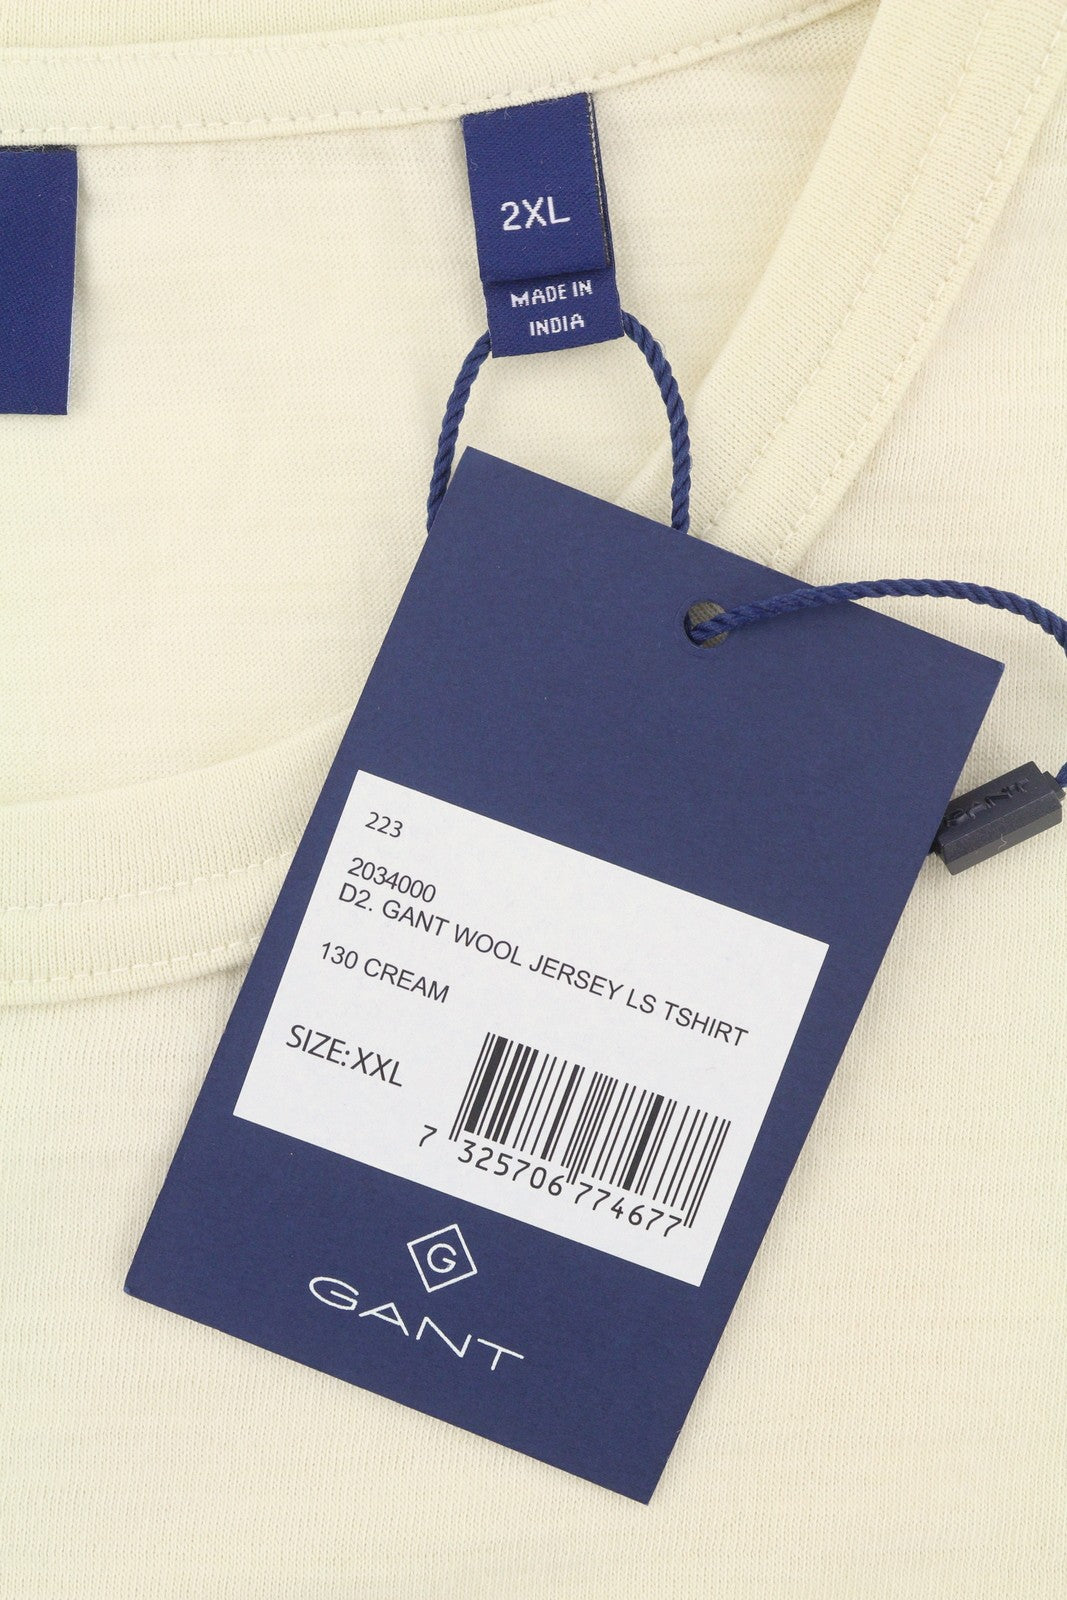 2XL
MADE IN
INDIA
GANT
223
2034000
D2. GANT WOOL JERSEY LS TSHIRT
130 CREAM
SIZE:XXL
7 325706 774677
G
GANT